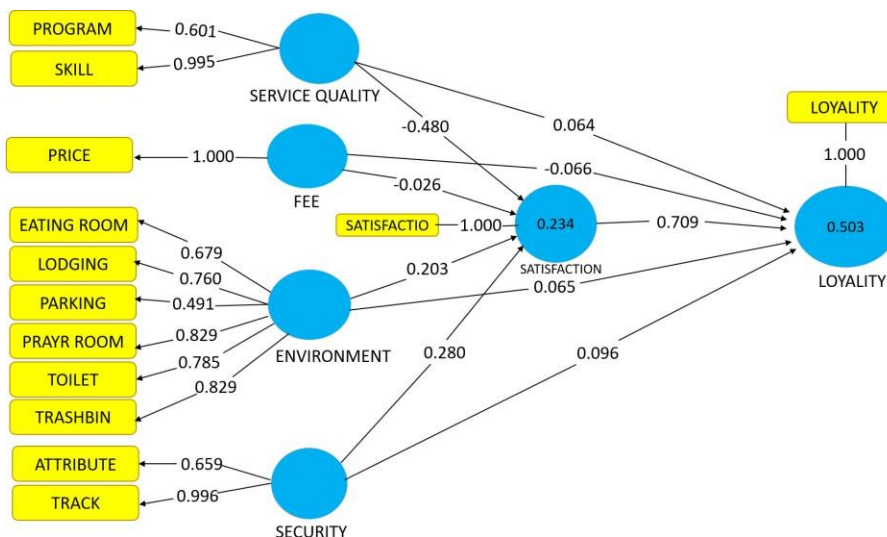 PROGRAM
0.601
SKILL
0.995
SERVICE QUALITY
LOYALITY
-0.480
0.064
1.000
PRICE
1.000
-0.066
FEE
-0.026
EATING ROOM
SATISFACTIO
1.000
0.234
0.709
0.503
0.679
LODGING
0.760
0.203
SATISFACTION
LOYALITY
0.065
PARKING
0.491
PRAYR ROOM
0.829
ENVIRONMENT
0.280
0.096
TOILET
0.785
0.829
TRASHBIN
ATTRIBUTE
0.659
TRACK
0.996
SECURITY